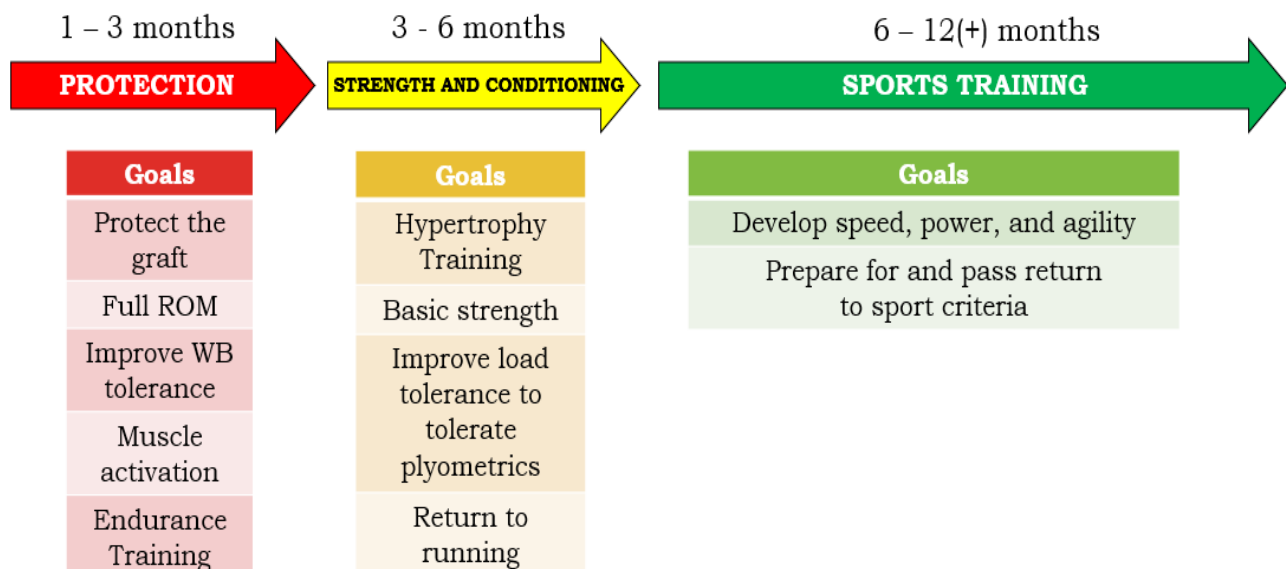 1 – 3 months
PROTECTION
Goals
Protect the
graft
Full ROM
Improve WB
tolerance
Muscle
activation
Endurance
Training
3 - 6 months
STRENGTH AND CONDITIONING
Goals
Hypertrophy
Training
Basic strength
Improve load
tolerance to
tolerate
plyometrics
Return to
running
6 – 12(+) months
SPORTS TRAINING
Goals
Develop speed, power, and agility
Prepare for and pass return
to sport criteria